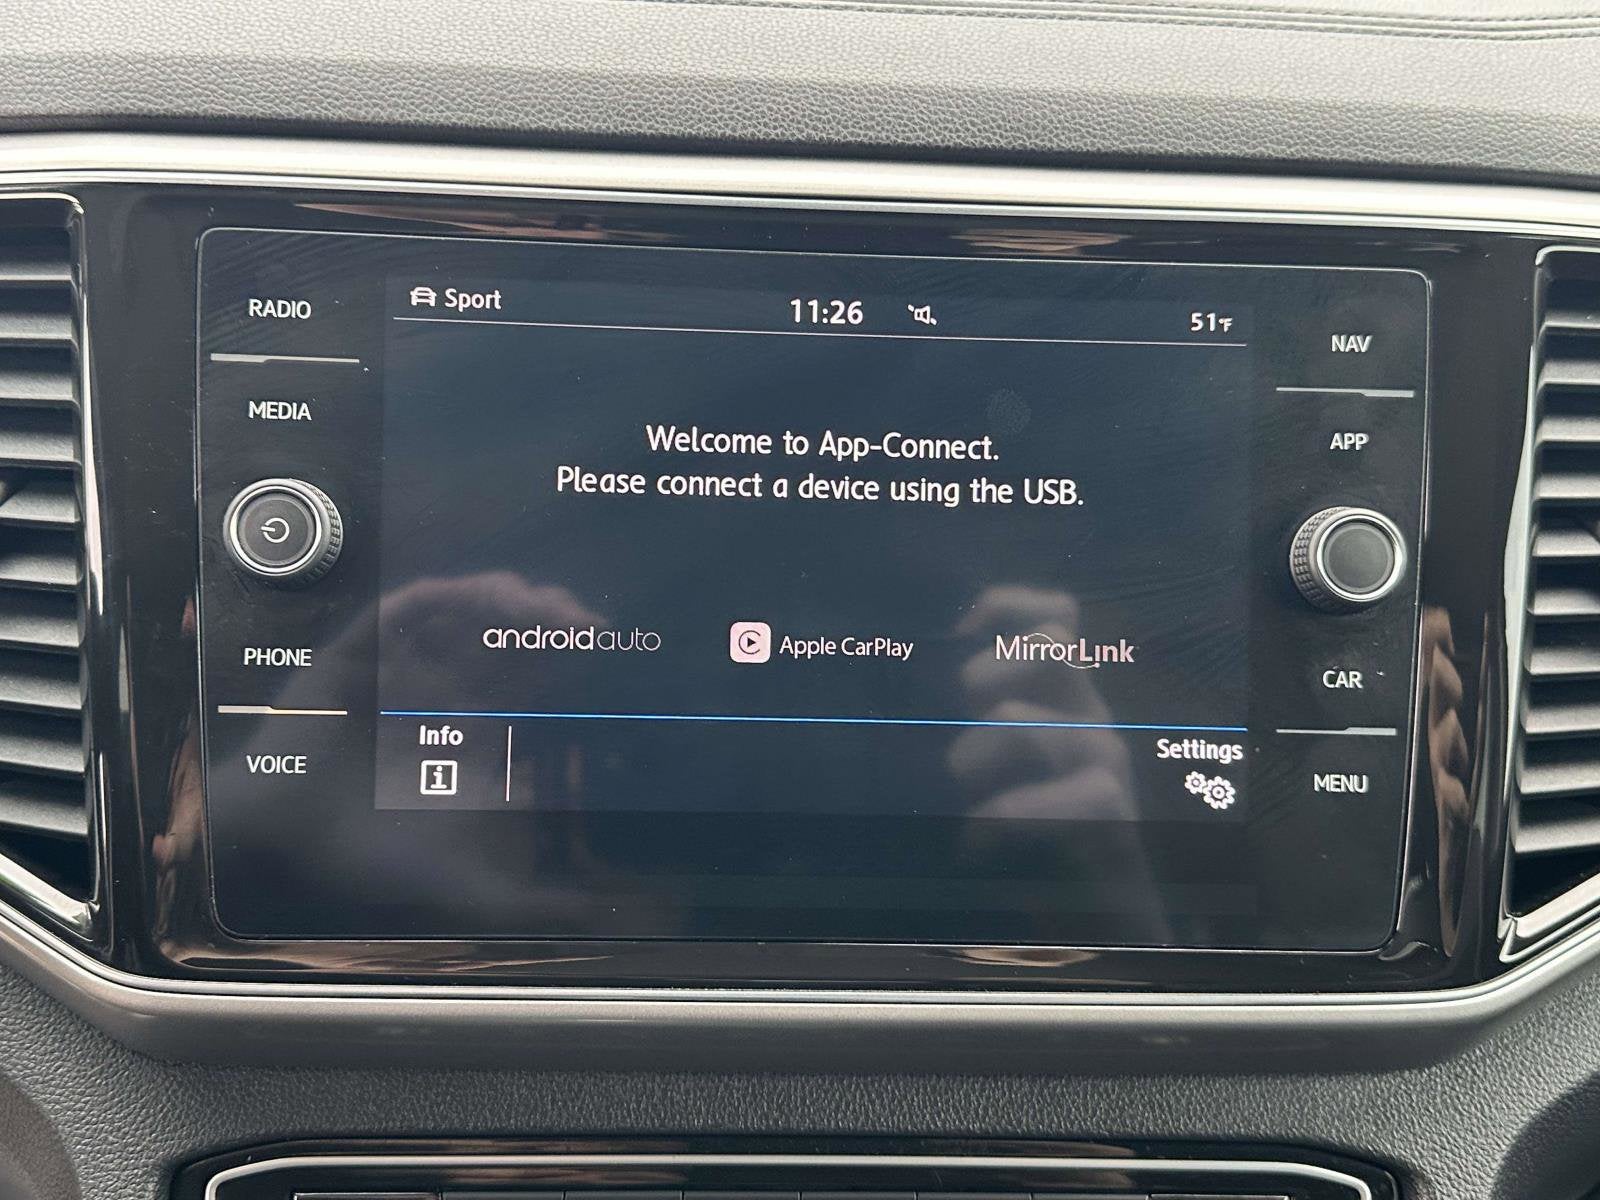 RADIO
MEDIA
PHONE
VOICE
Sport
11:26
51°F
Welcome to App-Connect.
Please connect a device using the USB.
androidauto
Apple CarPlay
MirrorLink
Info
i
Settings
NAV
APP
CAR
MENU